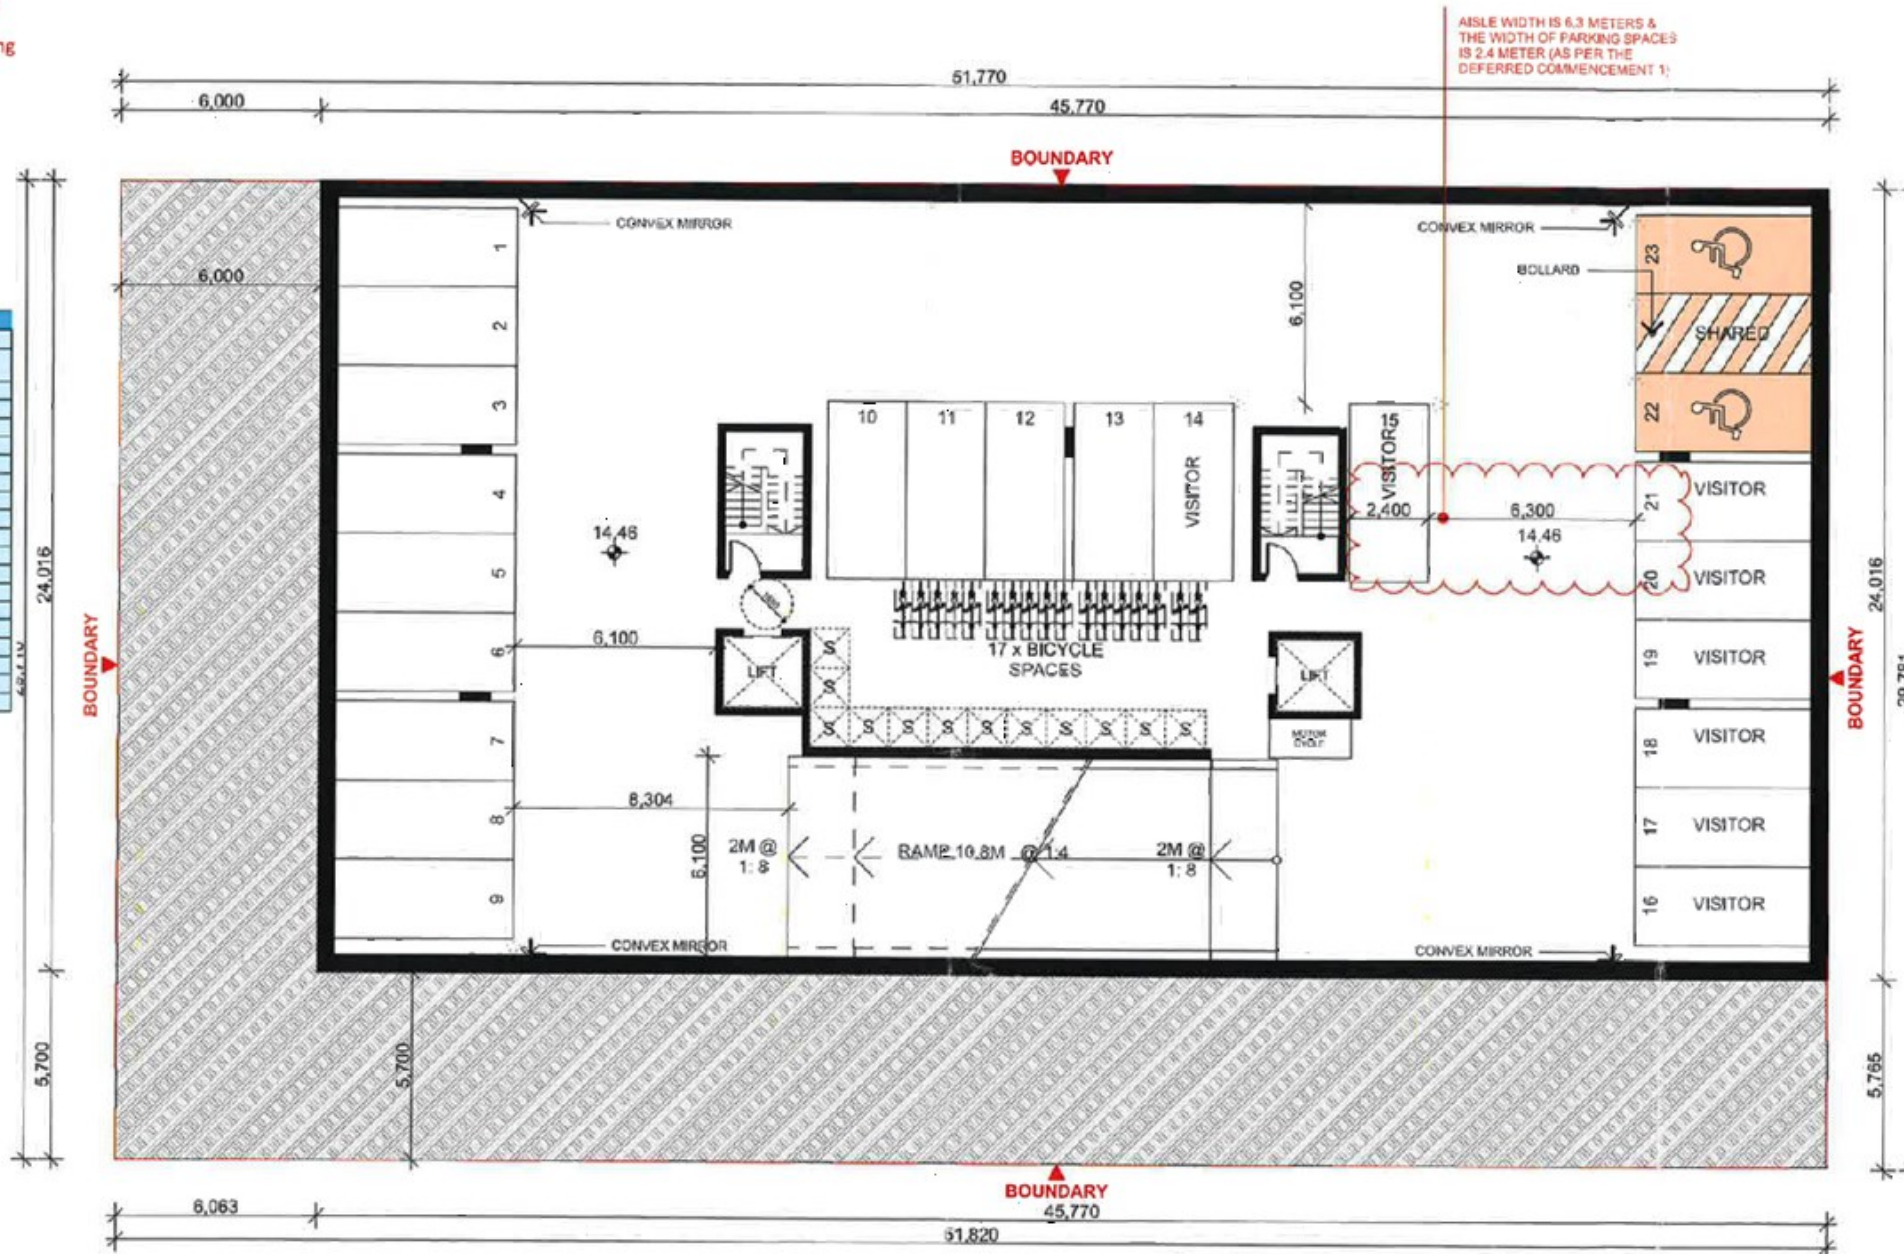 AISLE WIDTH IS 6.3 METERS &
THE WIDTH OF PARKING SPACES
IS 2.4 METER (AS PER THE
DEFERRED COMMENCEMENT 1)
51,770
6,000
45,770
BOUNDARY
CONVEX MIRROR
CONVEX MIRROR
BOLLARD
6,000
6,100
1
2
3
4
5
6
7
8
9
10
11
12
13
14
VISITOR
15
VISITOR
23
SHARED
22
21
VISITOR
20
VISITOR
19
VISITOR
18
VISITOR
17
VISITOR
16
VISITOR
2,400
6,300
14.46
14.46
24,016
24,016
BOUNDARY
BOUNDARY
6,100
LIFT
LIFT
17 x BICYCLE
SPACES
S
S
S S S S S S S S S S
MOTOR
CYCLE
8,304
6,100
2M @
1: 8
RAMP 10.8M @ 1:4
2M @
1: 8
CONVEX MIRROR
CONVEX MIRROR
5,700
5,700
5,765
BOUNDARY
6,063
45,770
51,820